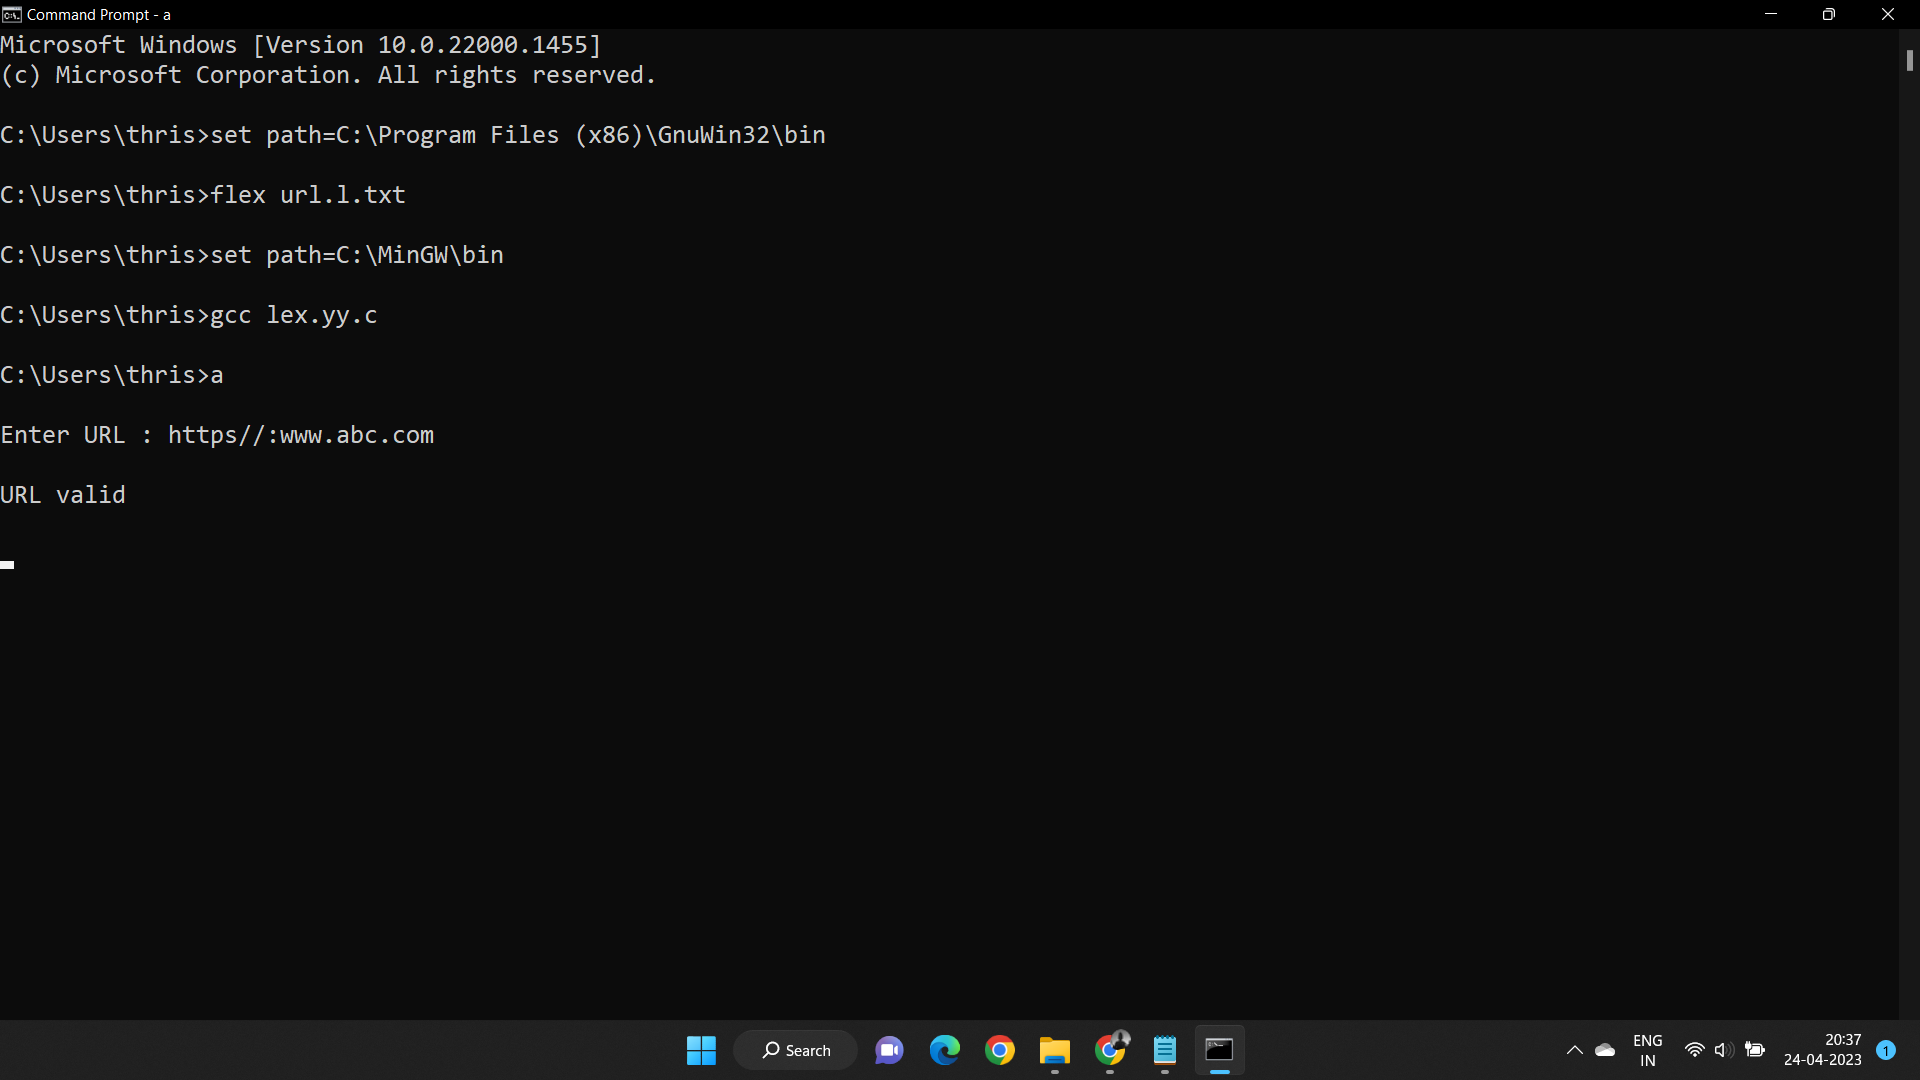 Command Prompt - a
Microsoft Windows [Version 10.0.22000.1455]
(c) Microsoft Corporation. All rights reserved.
C:\Users\thris>set path=C:\Program Files (x86)\GnuWin32\bin
C:\Users\thris>flex url.l.txt
C:\Users\thris>set path=C:\MinGW\bin
C:\Users\thris>gcc lex.yy.c
C:\Users\thris>a
Enter URL : https//:www.abc.com
URL valid
Search
ENG
IN
20:37
24-04-2023
1